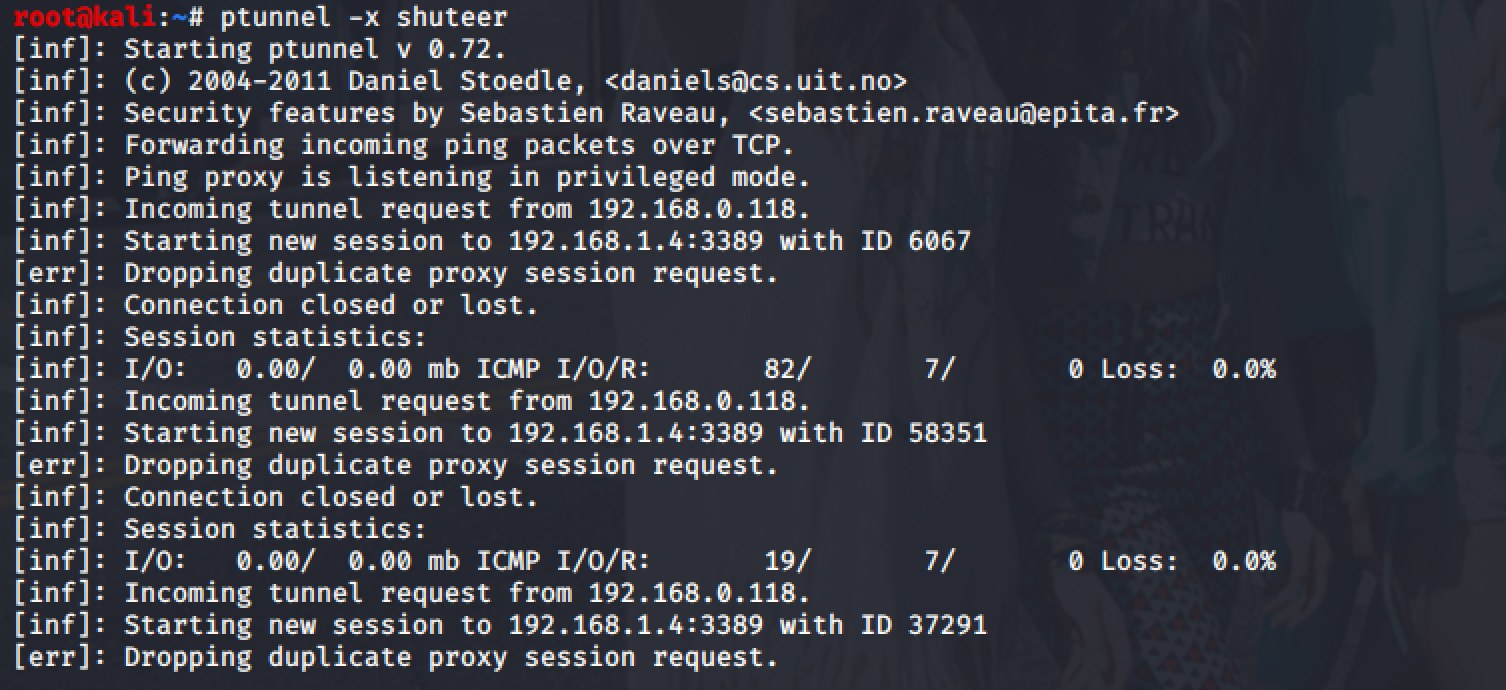 root@kali:~# ptunnel -x shuteer
[inf]: Starting ptunnel v 0.72.
[inf]: (c) 2004-2011 Daniel Stoedle, <daniels@cs.uit.no>
[inf]: Security features by Sebastien Raveau, <sebastien.raveau@epita.fr>
[inf]: Forwarding incoming ping packets over TCP.
[inf]: Ping proxy is listening in privileged mode.
[inf]: Incoming tunnel request from 192.168.0.118.
[inf]: Starting new session to 192.168.1.4:3389 with ID 6067
[err]: Dropping duplicate proxy session request.
[inf]: Connection closed or lost.
[inf]: Session statistics:
[inf]: I/O:   0.00/  0.00 mb ICMP I/O/R:       82/       7/       0 Loss:  0.0%
[inf]: Incoming tunnel request from 192.168.0.118.
[inf]: Starting new session to 192.168.1.4:3389 with ID 58351
[err]: Dropping duplicate proxy session request.
[inf]: Connection closed or lost.
[inf]: Session statistics:
[inf]: I/O:   0.00/  0.00 mb ICMP I/O/R:       19/       7/       0 Loss:  0.0%
[inf]: Incoming tunnel request from 192.168.0.118.
[inf]: Starting new session to 192.168.1.4:3389 with ID 37291
[err]: Dropping duplicate proxy session request.